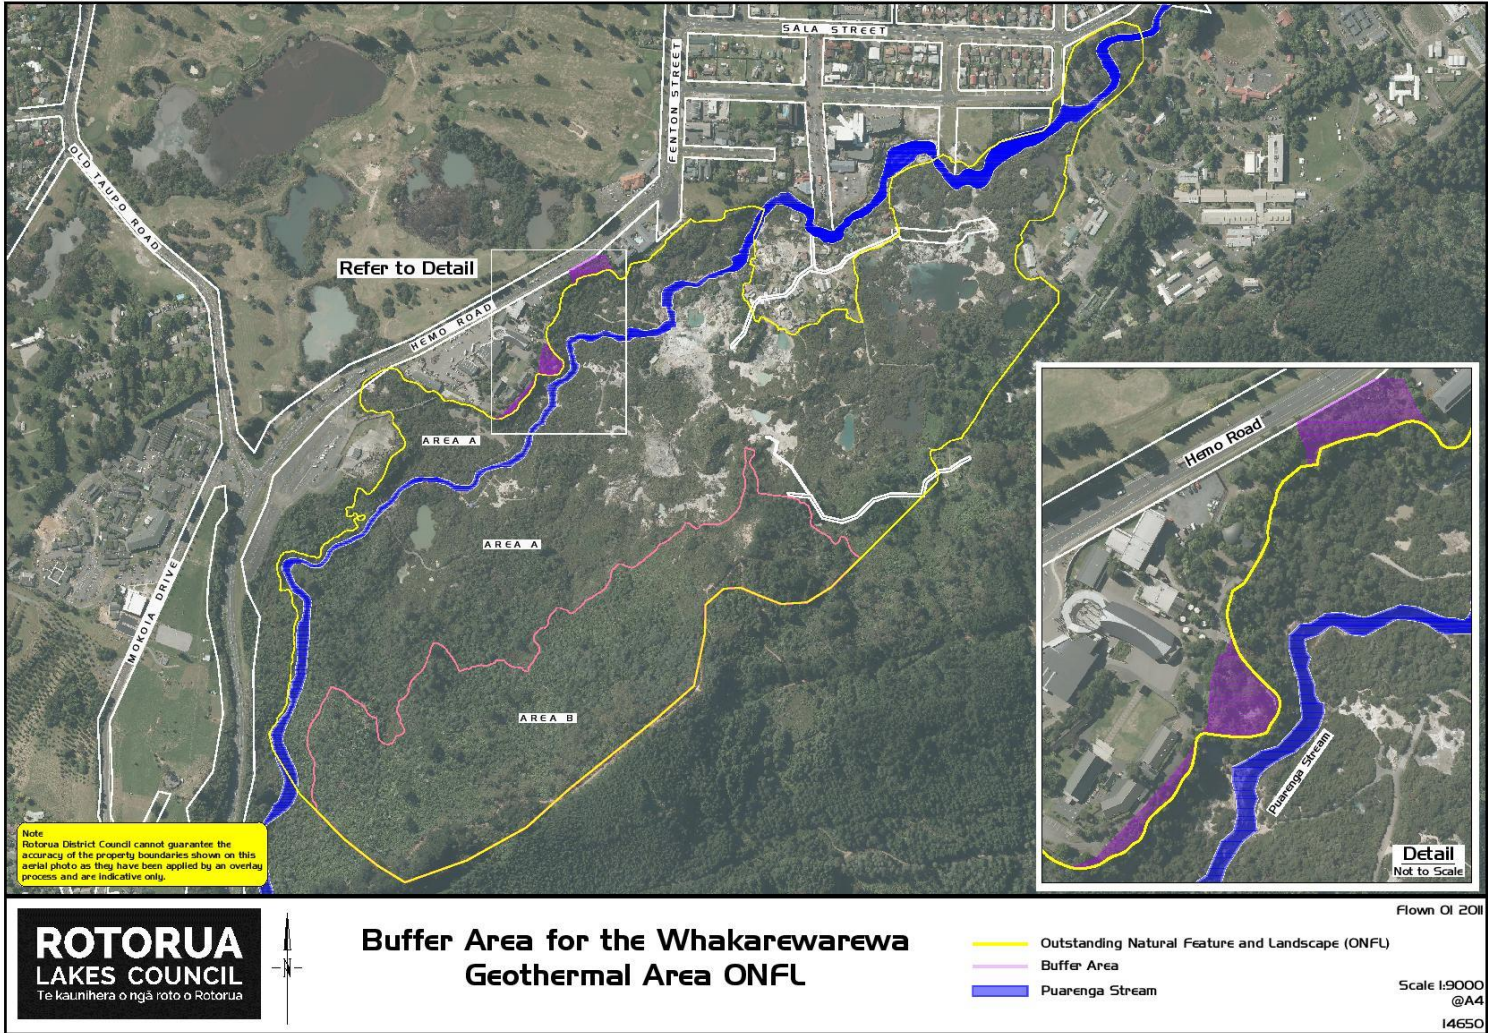 SALA STREET
FENTON STREET
OLD TAUPO ROAD
Refer to Detail
HEMO ROAD
AREA A
AREA A
AREA B
MOKOIA DRIVE
Hemo Road
Puarenga Stream
Detail
Not to Scale
Note
Rotorua District Council cannot guarantee the
accuracy of the property boundaries shown on this
aerial photo as they have been applied by an overlay
process and are indicative only.
ROTORUA
LAKES COUNCIL
Te kaunihera o ngā roto o Rotorua
N
Buffer Area for the Whakarewarewa
Geothermal Area ONFL
Outstanding Natural Feature and Landscape (ONFL)
Buffer Area
Puarenga Stream
Flown 01 2011
Scale 1:9000
@A4
14650